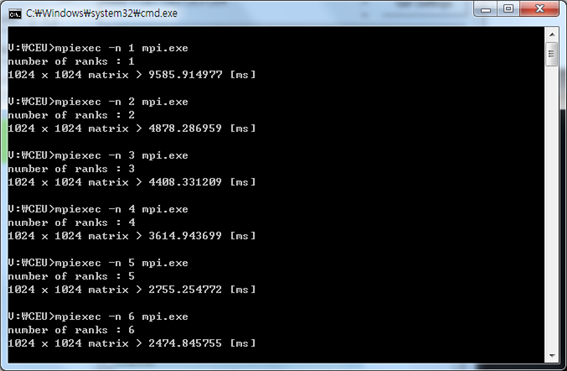 C:₩Windows₩system32₩cmd.exe
V:₩CEU>mpiexec -n 1 mpi.exe
number of ranks : 1
1024 x 1024 matrix > 9585.914977 [ms]
V:₩CEU>mpiexec -n 2 mpi.exe
number of ranks : 2
1024 x 1024 matrix > 4878.286959 [ms]
V:₩CEU>mpiexec -n 3 mpi.exe
number of ranks : 3
1024 x 1024 matrix > 4408.331209 [ms]
V:₩CEU>mpiexec -n 4 mpi.exe
number of ranks : 4
1024 x 1024 matrix > 3614.943699 [ms]
V:₩CEU>mpiexec -n 5 mpi.exe
number of ranks : 5
1024 x 1024 matrix > 2755.254772 [ms]
V:₩CEU>mpiexec -n 6 mpi.exe
number of ranks : 6
1024 x 1024 matrix > 2474.845755 [ms]